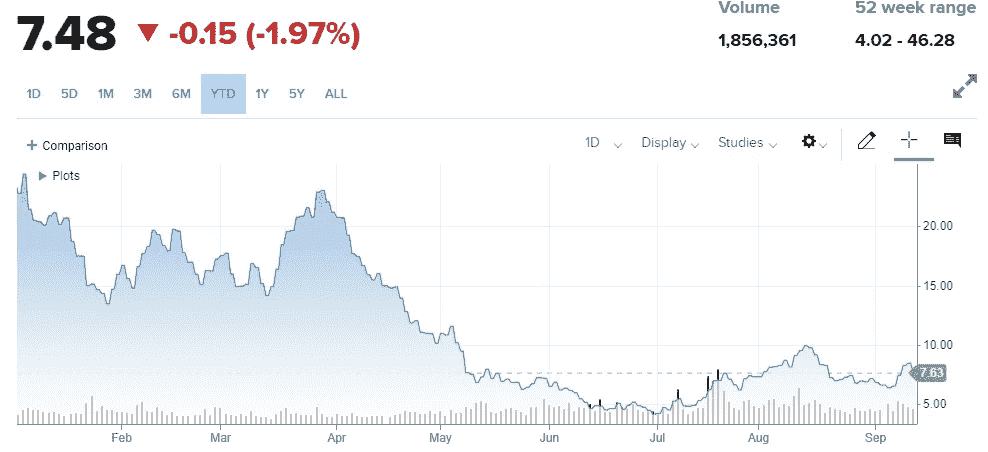 Volume 52 week range
7.48 ▼ -0.15 (-1.97%) 1,856,361 4.02 - 46.28
1D 5D 1M 3M 6M YTD 1Y 5Y ALL
+ Comparison 1D Display Studies
Plots
20.00
15.00
10.00
7.63
5.00
Feb Mar Apr May Jun Jul Aug Sep